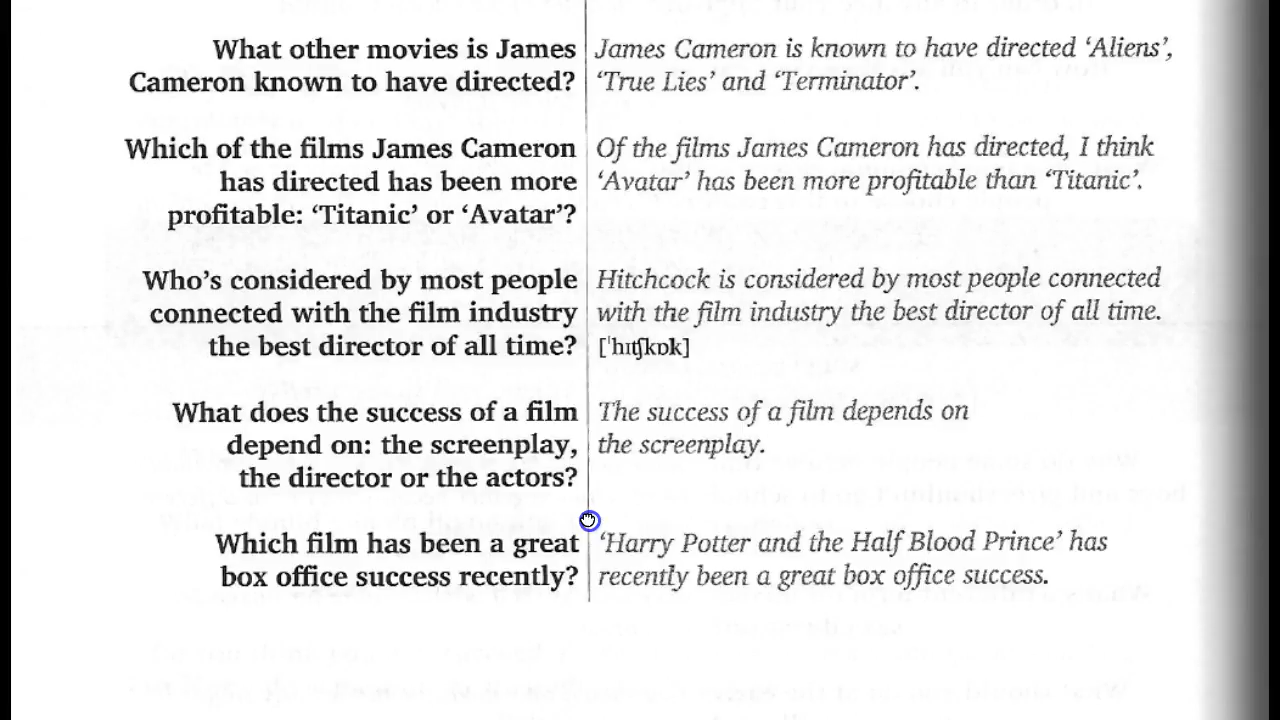 What other movies is James
Cameron known to have directed?
James Cameron is known to have directed ‘Aliens’,
‘True Lies’ and ‘Terminator’.
Which of the films James Cameron
has directed has been more
profitable: ‘Titanic’ or ‘Avatar’?
Of the films James Cameron has directed, I think
‘Avatar’ has been more profitable than ‘Titanic’.
Who’s considered by most people
connected with the film industry
the best director of all time?
Hitchcock is considered by most people connected
with the film industry the best director of all time.
[ˈhɪtʃkɒk]
What does the success of a film
depend on: the screenplay,
the director or the actors?
The success of a film depends on
the screenplay.
Which film has been a great
box office success recently?
‘Harry Potter and the Half Blood Prince’ has
recently been a great box office success.